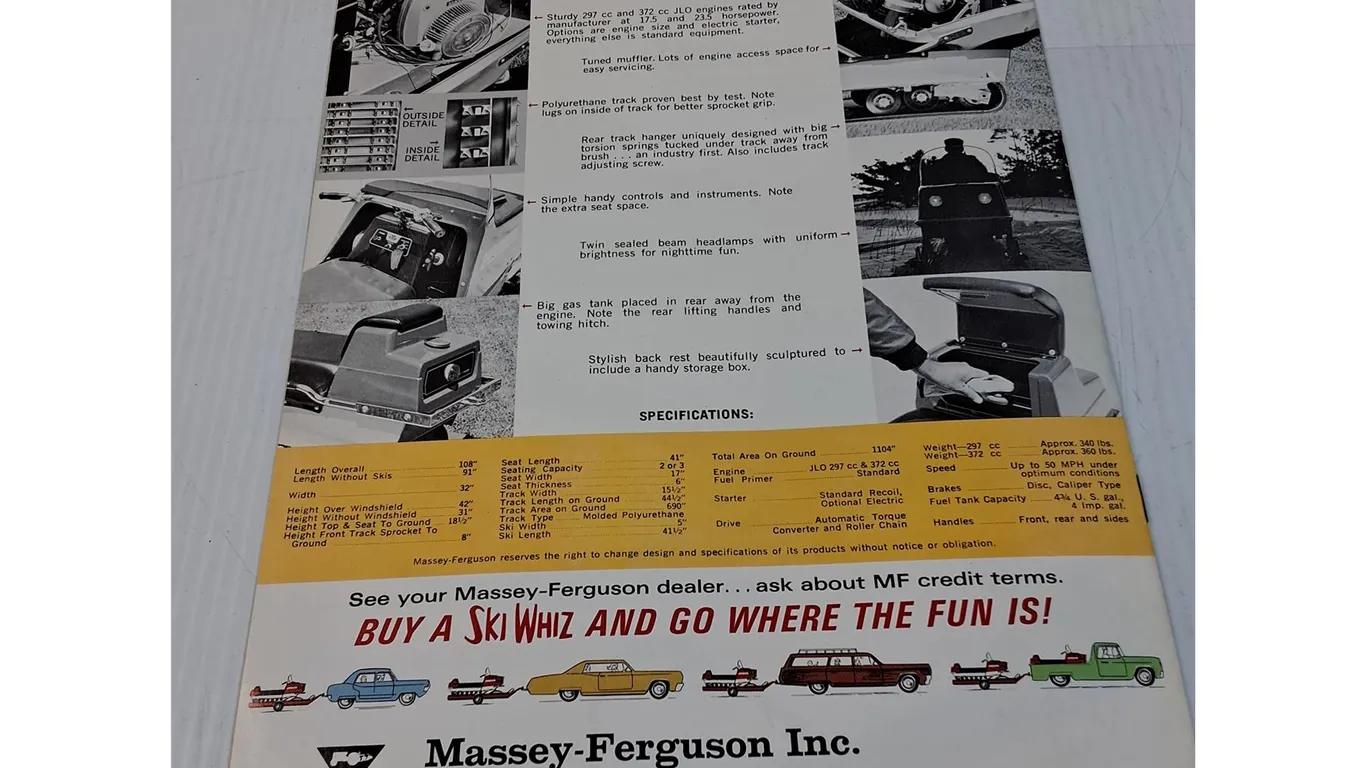 ← Sturdy 297 cc and 372 cc JLO engines rated by
manufacturer at 17.5 and 23.5 horsepower.
Options are engine size and electric starter,
everything else is standard equipment.
Tuned muffler. Lots of engine access space for →
easy servicing.
← Polyurethane track proven best by test. Note
lugs on inside of track for better sprocket grip.
OUTSIDE
DETAIL
INSIDE
DETAIL
Rear track hanger uniquely designed with big →
torsion springs tucked under track away from
brush . . . an industry first. Also includes track
adjusting screw.
← Simple handy controls and instruments. Note
the extra seat space.
Twin sealed beam headlamps with uniform →
brightness for nighttime fun.
← Big gas tank placed in rear away from the
engine. Note the rear lifting handles and
towing hitch.
Stylish back rest beautifully sculptured to →
include a handy storage box.
SPECIFICATIONS:
Length Overall 108"
Length Without Skis 91"
Width 32"
Height Over Windshield 42"
Height Without Windshield 31"
Height Top & Seat To Ground 18½"
Height Front Track Sprocket To
Ground 8"
Seat Length 41"
Seating Capacity 2 or 3
Seat Width 17"
Seat Thickness 6"
Track Width 15½"
Track Length on Ground 44½"
Track Area on Ground 690"
Track Type Molded Polyurethane
Ski Width 5"
Ski Length 41½"
Total Area On Ground 1104"
Engine JLO 297 cc & 372 cc
Fuel Primer Standard
Starter Standard Recoil,
Optional Electric
Drive Automatic Torque
Converter and Roller Chain
Weight—297 cc Approx. 340 lbs.
Weight—372 cc Approx. 360 lbs.
Speed Up to 50 MPH under
optimum conditions
Brakes Disc, Caliper Type
Fuel Tank Capacity 4¾ U. S. gal.,
4 Imp. gal.
Handles Front, rear and sides
Massey-Ferguson reserves the right to change design and specifications of its products without notice or obligation.
See your Massey-Ferguson dealer... ask about MF credit terms.
BUY A SKI WHIZ AND GO WHERE THE FUN IS!
Massey-Ferguson Inc.